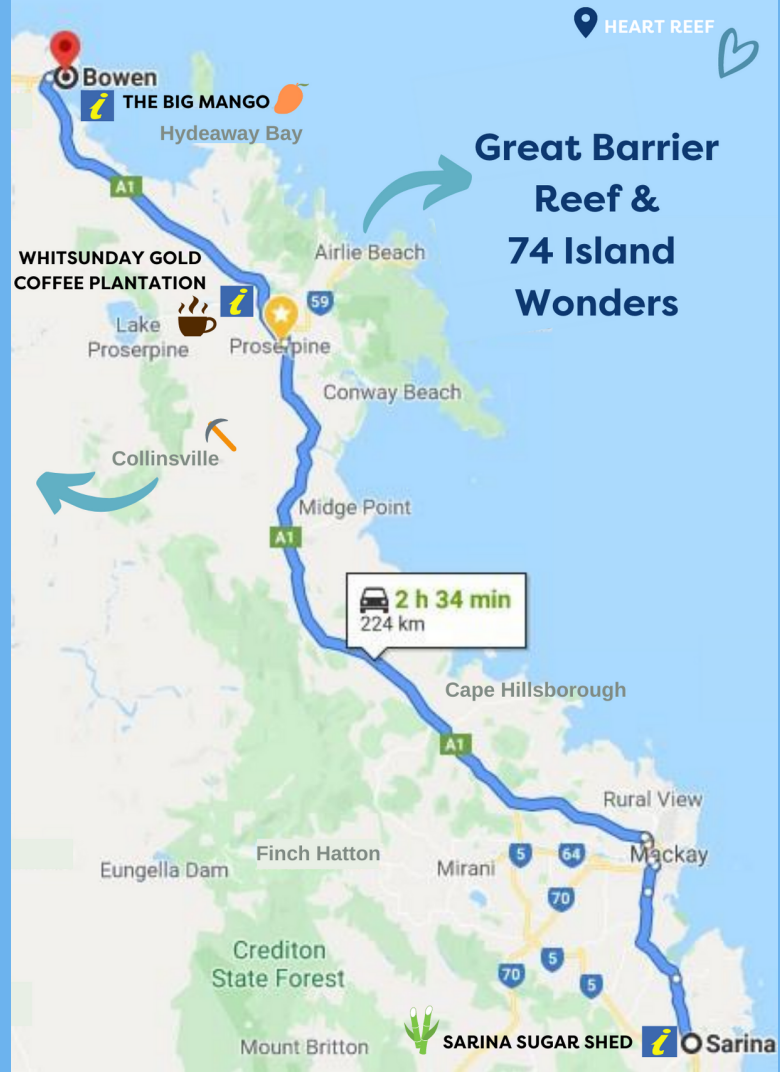 HEART REEF
Bowen
i THE BIG MANGO
Hydeaway Bay
Great Barrier
Reef &
74 Island
Wonders
A1
Airlie Beach
WHITSUNDAY GOLD
COFFEE PLANTATION
i
59
Lake
Proserpine
Proserpine
Conway Beach
Collinsville
Midge Point
A1
2 h 34 min
224 km
Cape Hillsborough
A1
Rural View
Mackay
Finch Hatton
5
64
Mirani
Eungella Dam
70
Crediton
State Forest
5
70
5
SARINA SUGAR SHED i
Sarina
Mount Britton